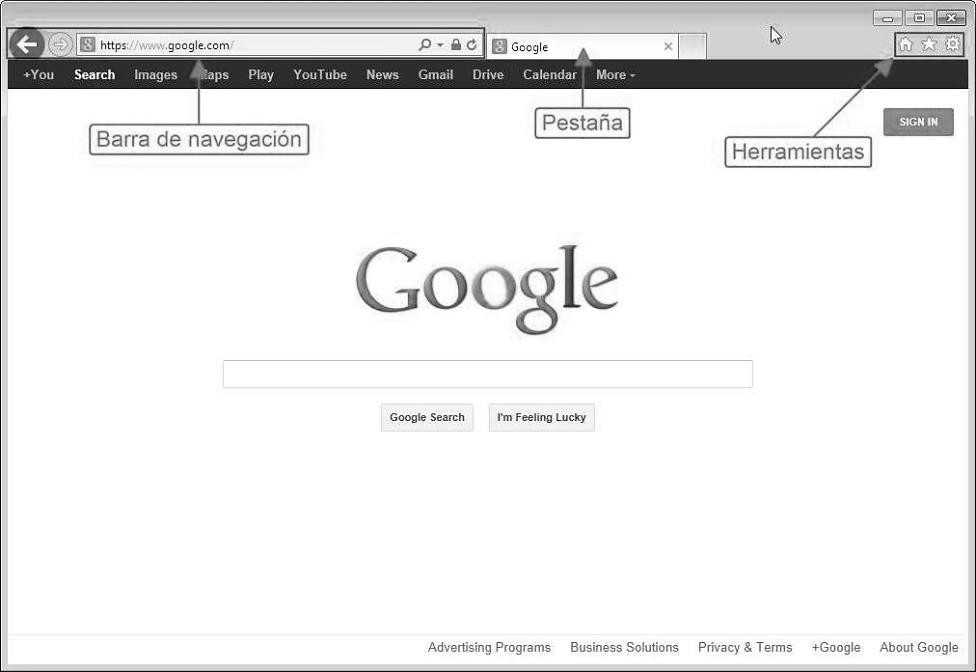 https://www.google.com/
Google
+You Search Images Maps Play YouTube News Gmail Drive Calendar More
Barra de navegación
Pestaña
Herramientas
SIGN IN
Google
Google Search I'm Feeling Lucky
Advertising Programs Business Solutions Privacy & Terms +Google About Google